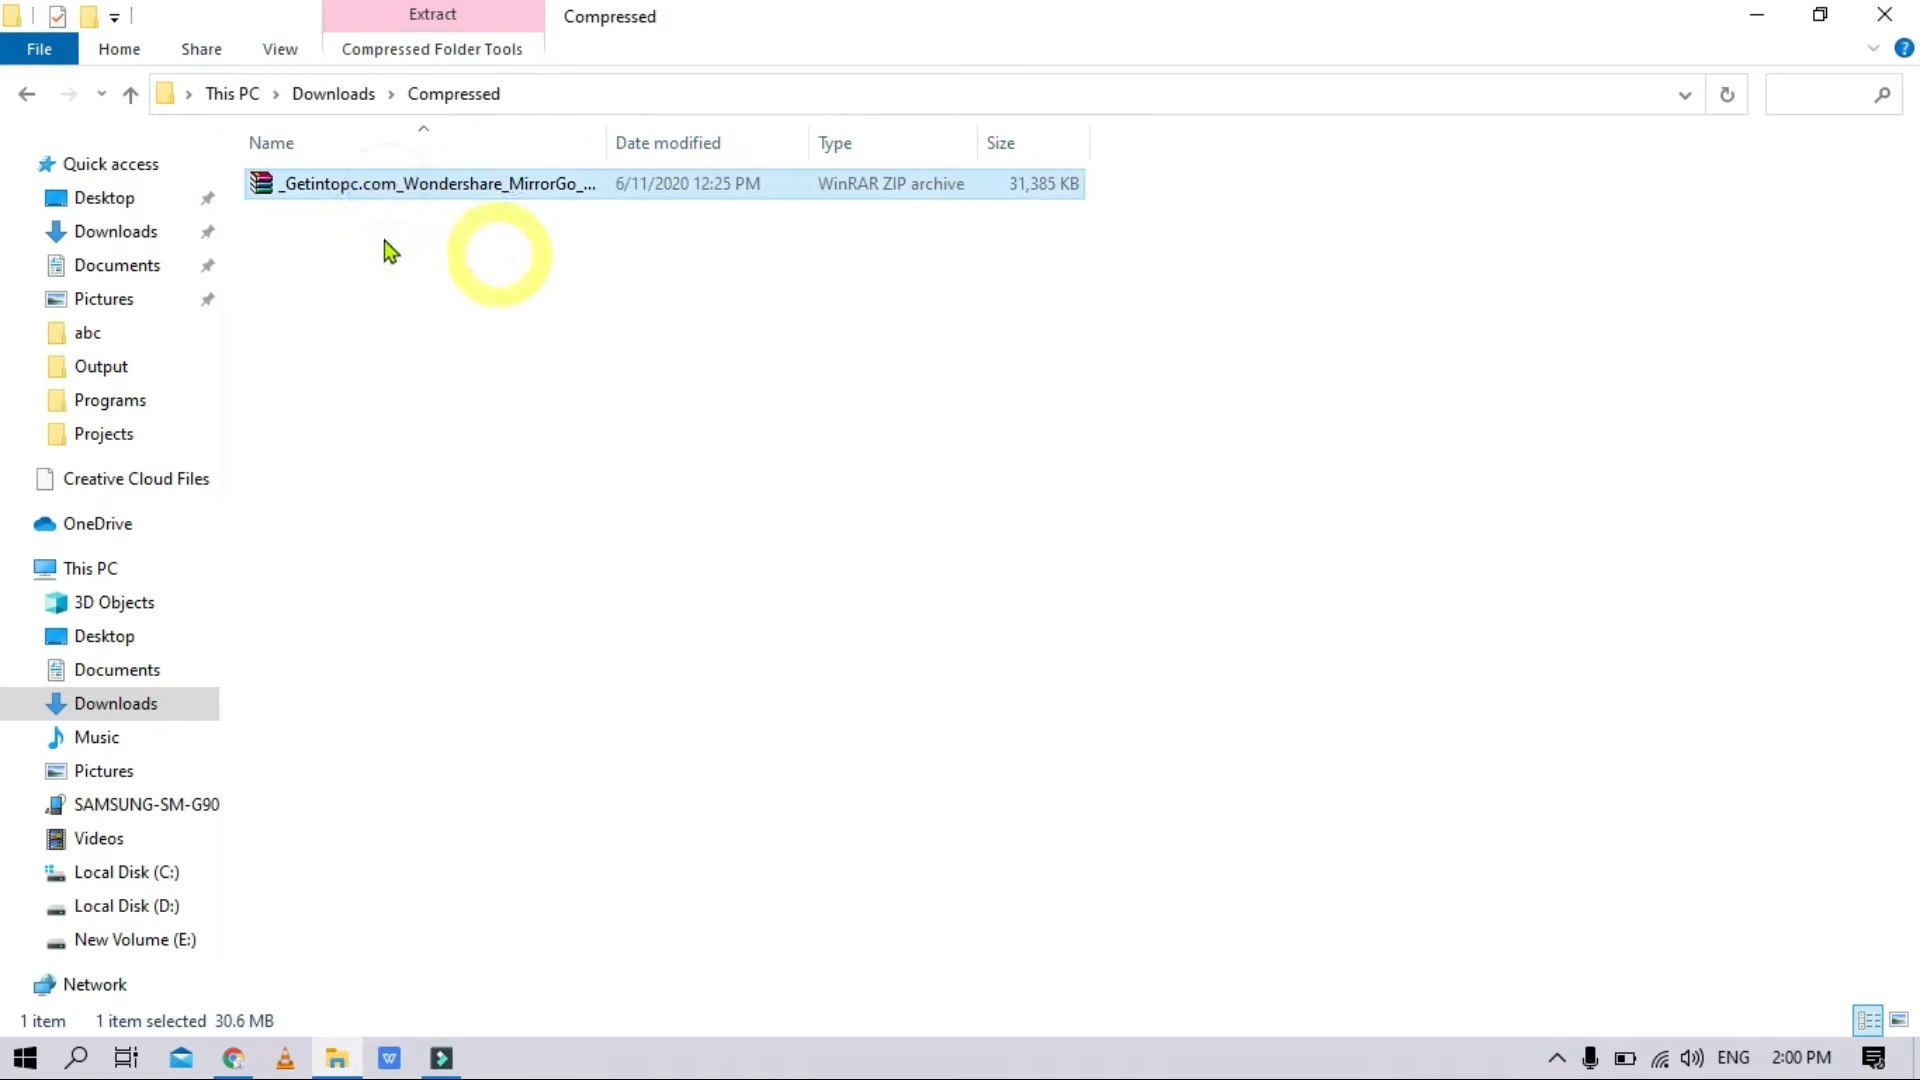 Extract
Compressed
File
Home
Share
View
Compressed Folder Tools
This PC
Downloads
Compressed
Name
Date modified
Type
Size
_Getintopc.com_Wondershare_MirrorGo_...
6/11/2020 12:25 PM
WinRAR ZIP archive
31,385 KB
Quick access
Desktop
Downloads
Documents
Pictures
abc
Output
Programs
Projects
Creative Cloud Files
OneDrive
This PC
3D Objects
Desktop
Documents
Downloads
Music
Pictures
SAMSUNG-SM-G90
Videos
Local Disk (C:)
Local Disk (D:)
New Volume (E:)
Network
1 item
1 item selected 30.6 MB
ENG
2:00 PM